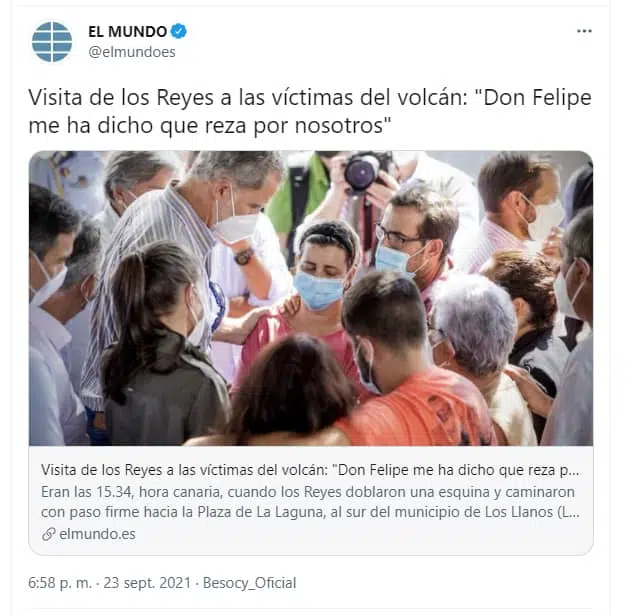 EL MUNDO
@elmundoes
Visita de los Reyes a las víctimas del volcán: "Don Felipe
me ha dicho que reza por nosotros"
Visita de los Reyes a las víctimas del volcán: "Don Felipe me ha dicho que reza p...
Eran las 15.34, hora canaria, cuando los Reyes doblaron una esquina y caminaron
con paso firme hacia la Plaza de La Laguna, al sur del municipio de Los Llanos (L...
elmundo.es
6:58 p. m. · 23 sept. 2021 · Besocy_Oficial